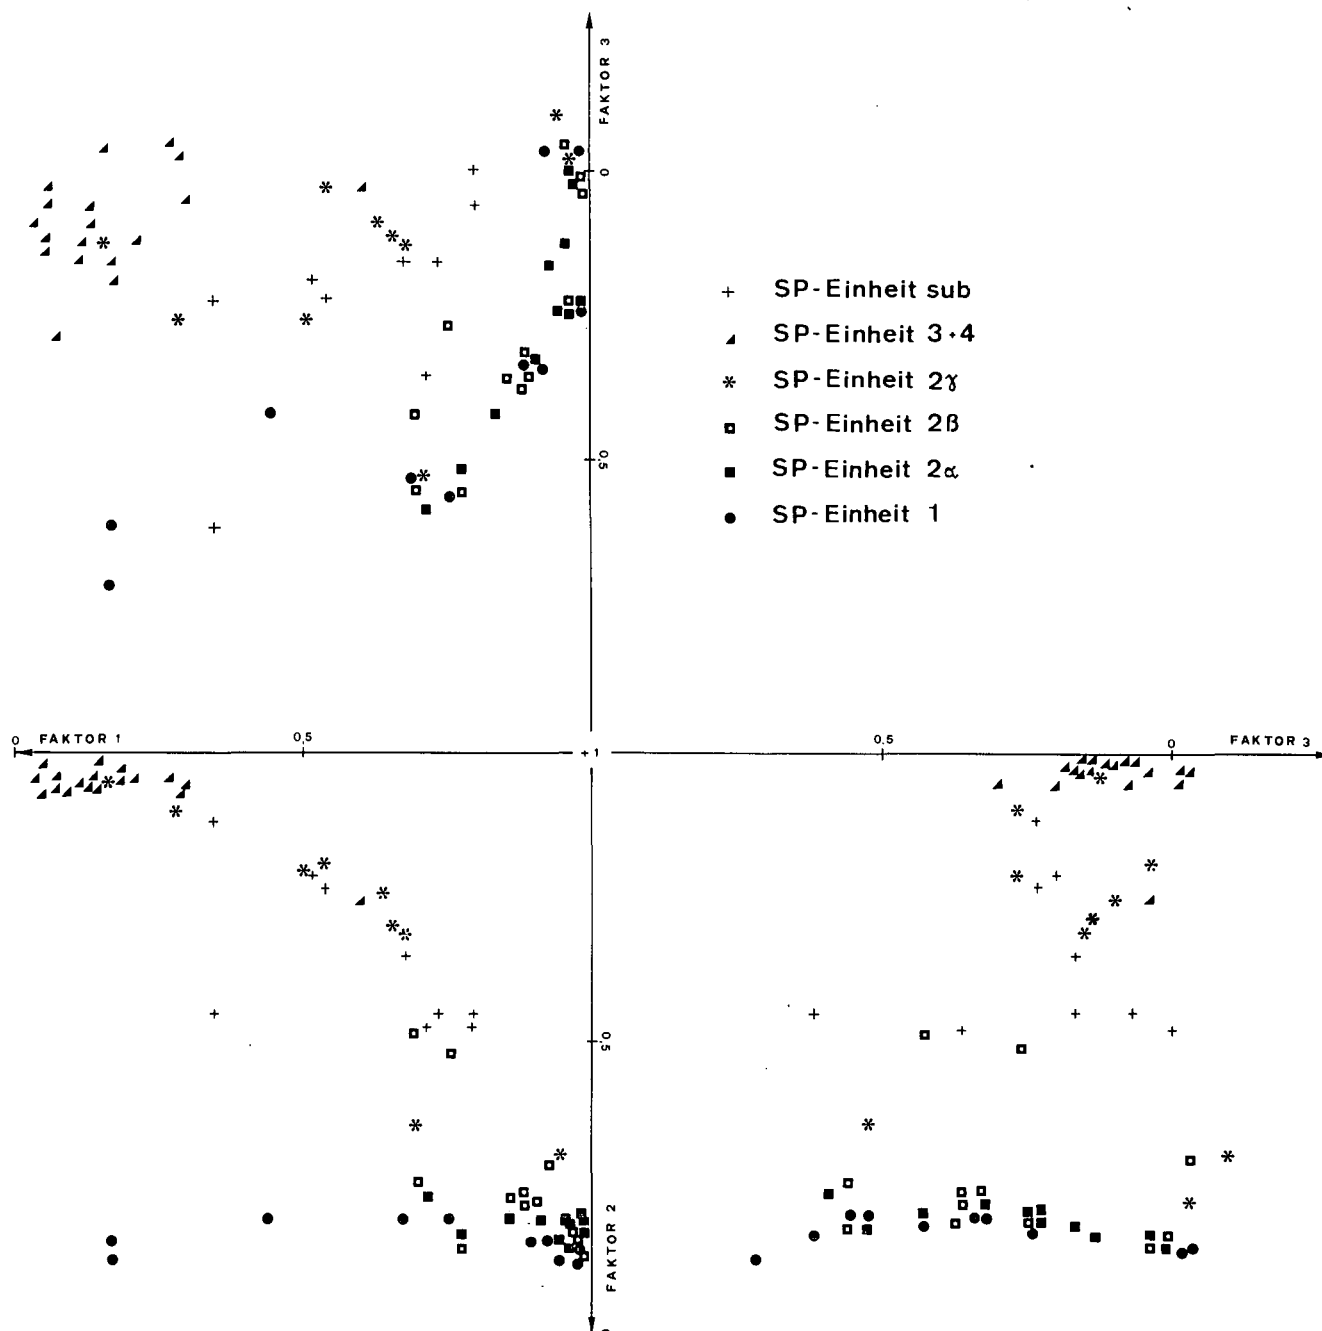 FAKTOR 3
0
+ SP-Einheit sub
SP-Einheit 3+4
* SP-Einheit 2γ
SP-Einheit 2β
SP-Einheit 2α
SP-Einheit 1
0,5
0 FAKTOR 1 0,5 +1 0,5 0 FAKTOR 3
0,5
FAKTOR 2